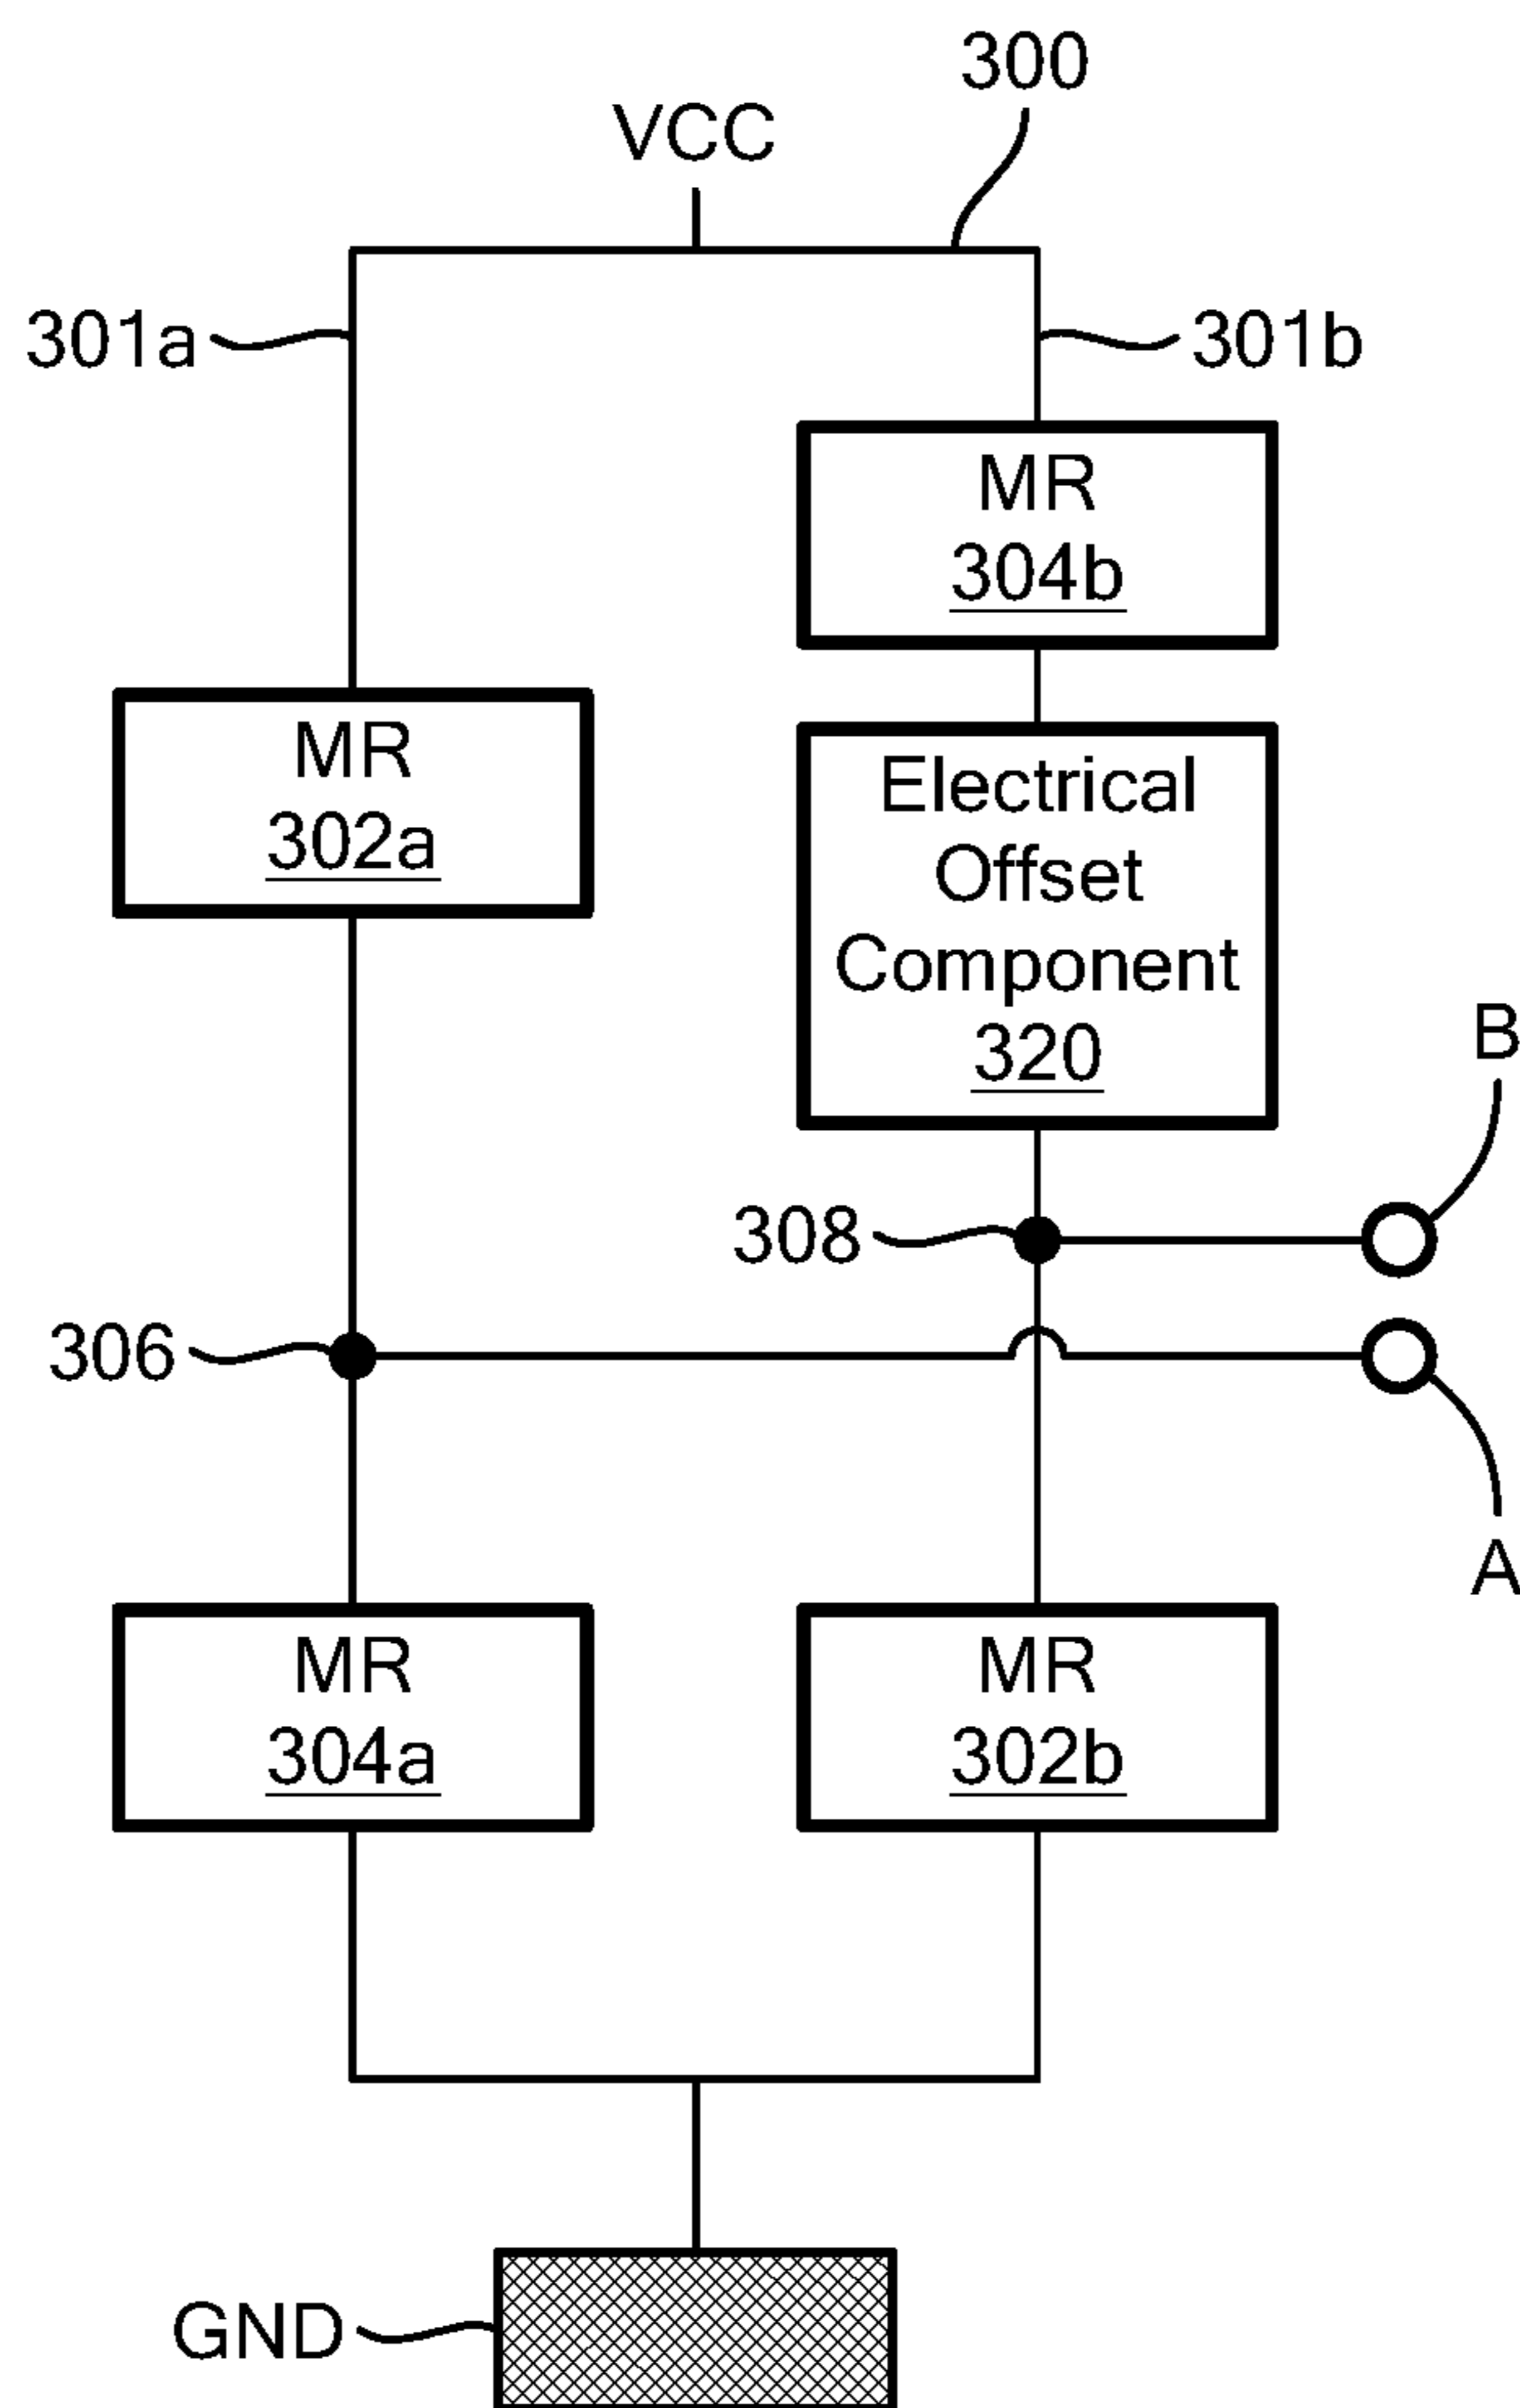 300
VCC
301a
301b
MR
304b
MR
302a
Electrical
Offset
Component
320
B
308
306
A
MR
304a
MR
302b
GND